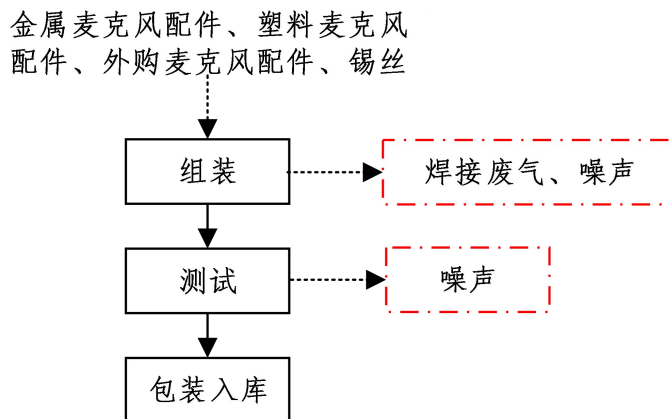 金属麦克风配件、塑料麦克风
配件、外购麦克风配件、锡丝
组装
焊接废气、噪声
测试
噪声
包装入库